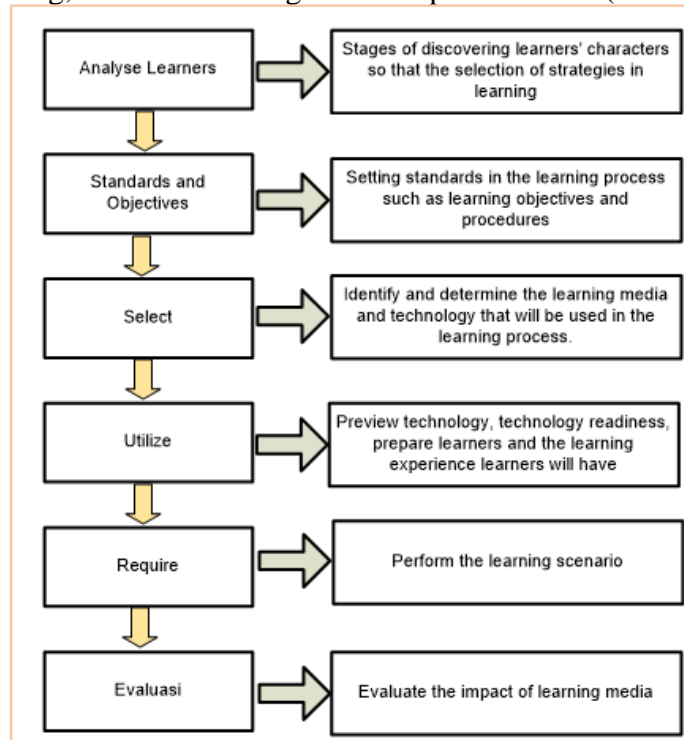 Analyse Learners
Stages of discovering learners' characters
so that the selection of strategies in
learning
Standards and
Objectives
Setting standards in the learning process
such as learning objectives and
procedures
Select
Identify and determine the learning media
and technology that will be used in the
learning process.
Utilize
Preview technology, technology readiness,
prepare learners and the learning
experience learners will have
Require
Perform the learning scenario
Evaluasi
Evaluate the impact of learning media